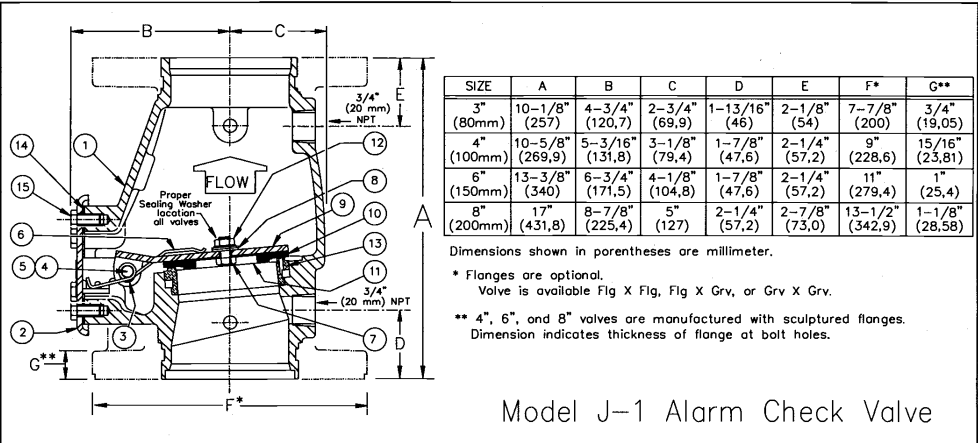 B
C
E
3/4"
(20 mm)
NPT
14
1
12
FLOW
15
8
Proper
Sealing Washer
location-
all valves
9
A
6
10
13
5
4
11
3/4"
(20 mm) NPT
3
7
2
D
G**
F*
SIZE A B C D E F* G**
3" 10-1/8" 4-3/4" 2-3/4" 1-13/16" 2-1/8" 7-7/8" 3/4"
(80mm) (257) (120,7) (69,9) (46) (54) (200) (19,05)
4" 10-5/8" 5-3/16" 3-1/8" 1-7/8" 2-1/4" 9" 15/16"
(100mm) (269,9) (131,8) (79,4) (47,6) (57,2) (228,6) (23,81)
6" 13-3/8" 6-3/4" 4-1/8" 1-7/8" 2-1/4" 11" 1"
(150mm) (340) (171,5) (104,8) (47,6) (57,2) (279,4) (25,4)
8" 17" 8-7/8" 5" 2-1/4" 2-7/8" 13-1/2" 1-1/8"
(200mm) (431,8) (225,4) (127) (57,2) (73,0) (342,9) (28,58)
Dimensions shown in parentheses are millimeter.
* Flanges are optional.
Valve is available Flg X Flg, Flg X Grv, or Grv X Grv.
** 4", 6", and 8" valves are manufactured with sculptured flanges.
Dimension indicates thickness of flange at bolt holes.
Model J-1 Alarm Check Valve